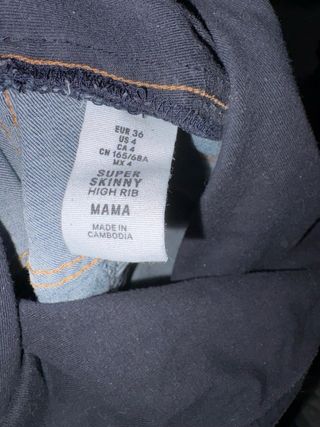 EUR 36
US 4
CA 4
CN 165/68A
MX 4
SUPER
SKINNY
HIGH RIB
MAMA
MADE IN
CAMBODIA